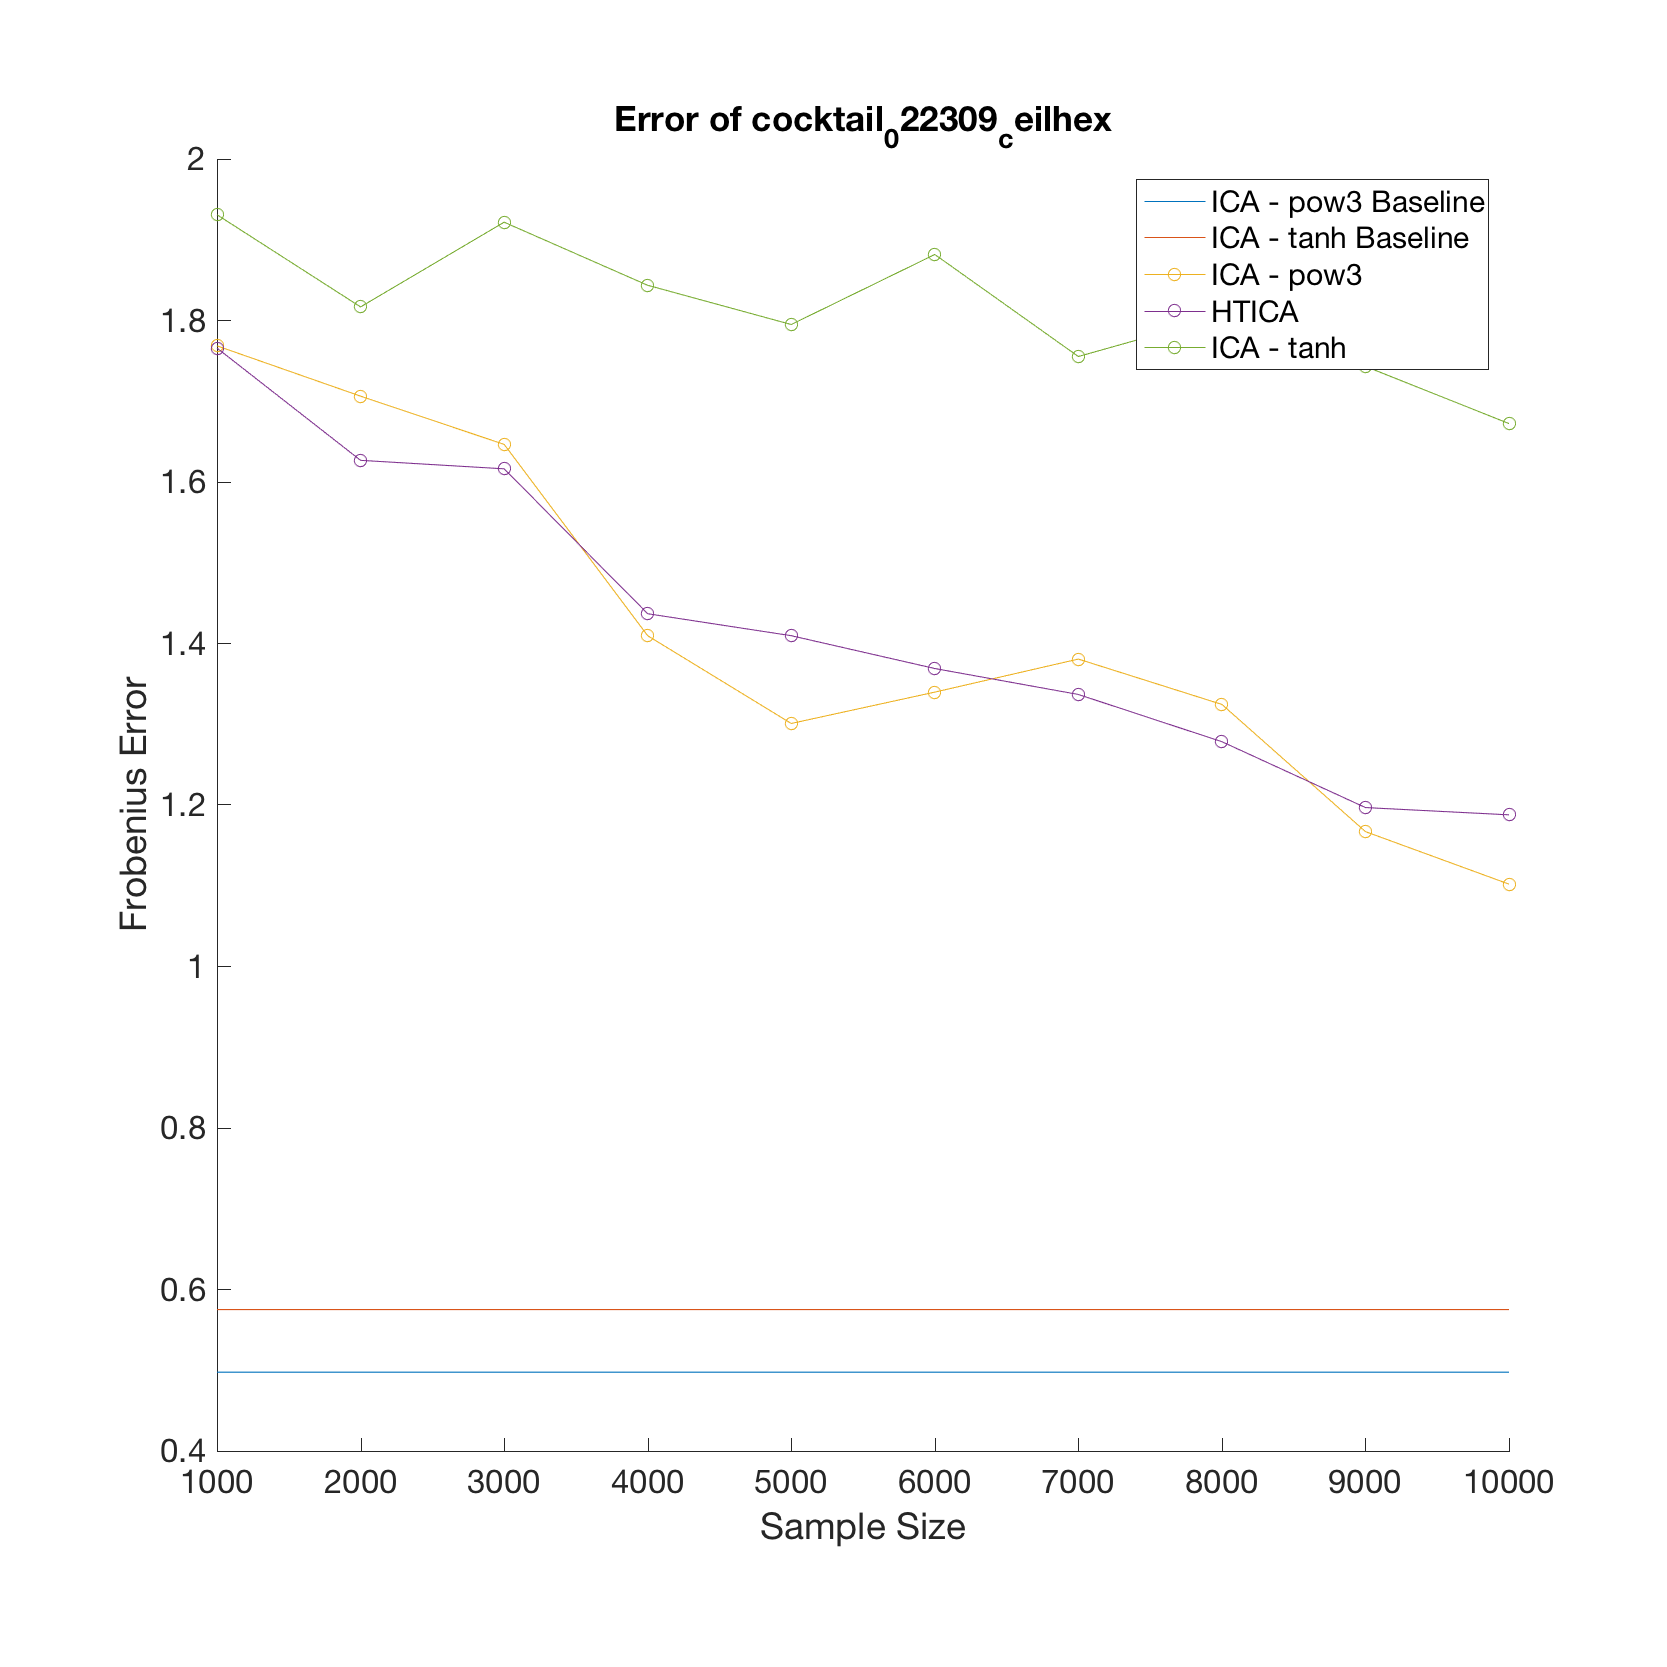 Error of cocktail₀22309_ceilhex
ICA - pow3 Baseline
ICA - tanh Baseline
ICA - pow3
HTICA
ICA - tanh
Frobenius Error
2
1.8
1.6
1.4
1.2
1
0.8
0.6
0.4
1000 2000 3000 4000 5000 6000 7000 8000 9000 10000
Sample Size